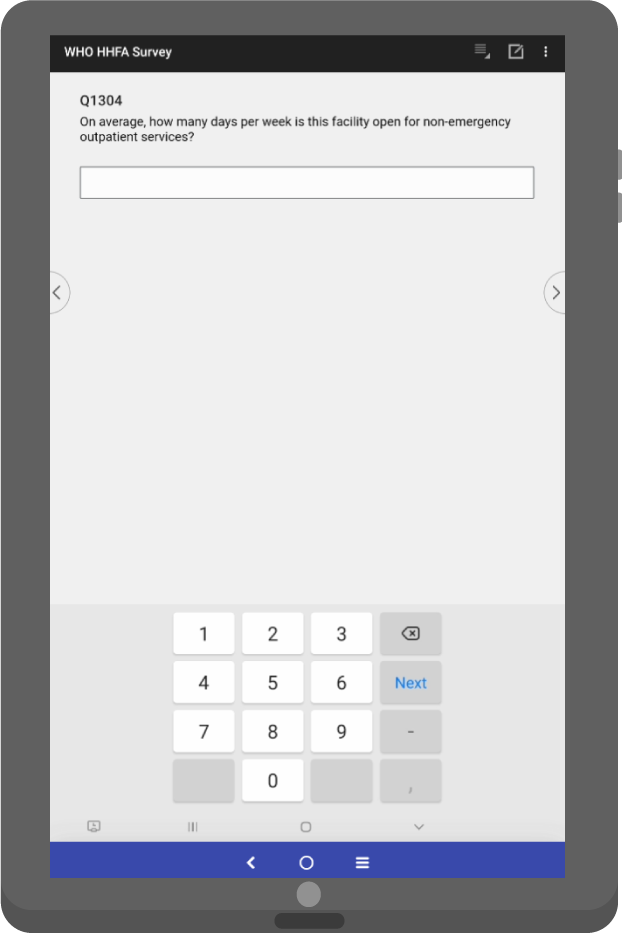 WHO HHFA Survey
Q1304
On average, how many days per week is this facility open for non-emergency
outpatient services?
1 2 3
4 5 6 Next
7 8 9 -
0 ,